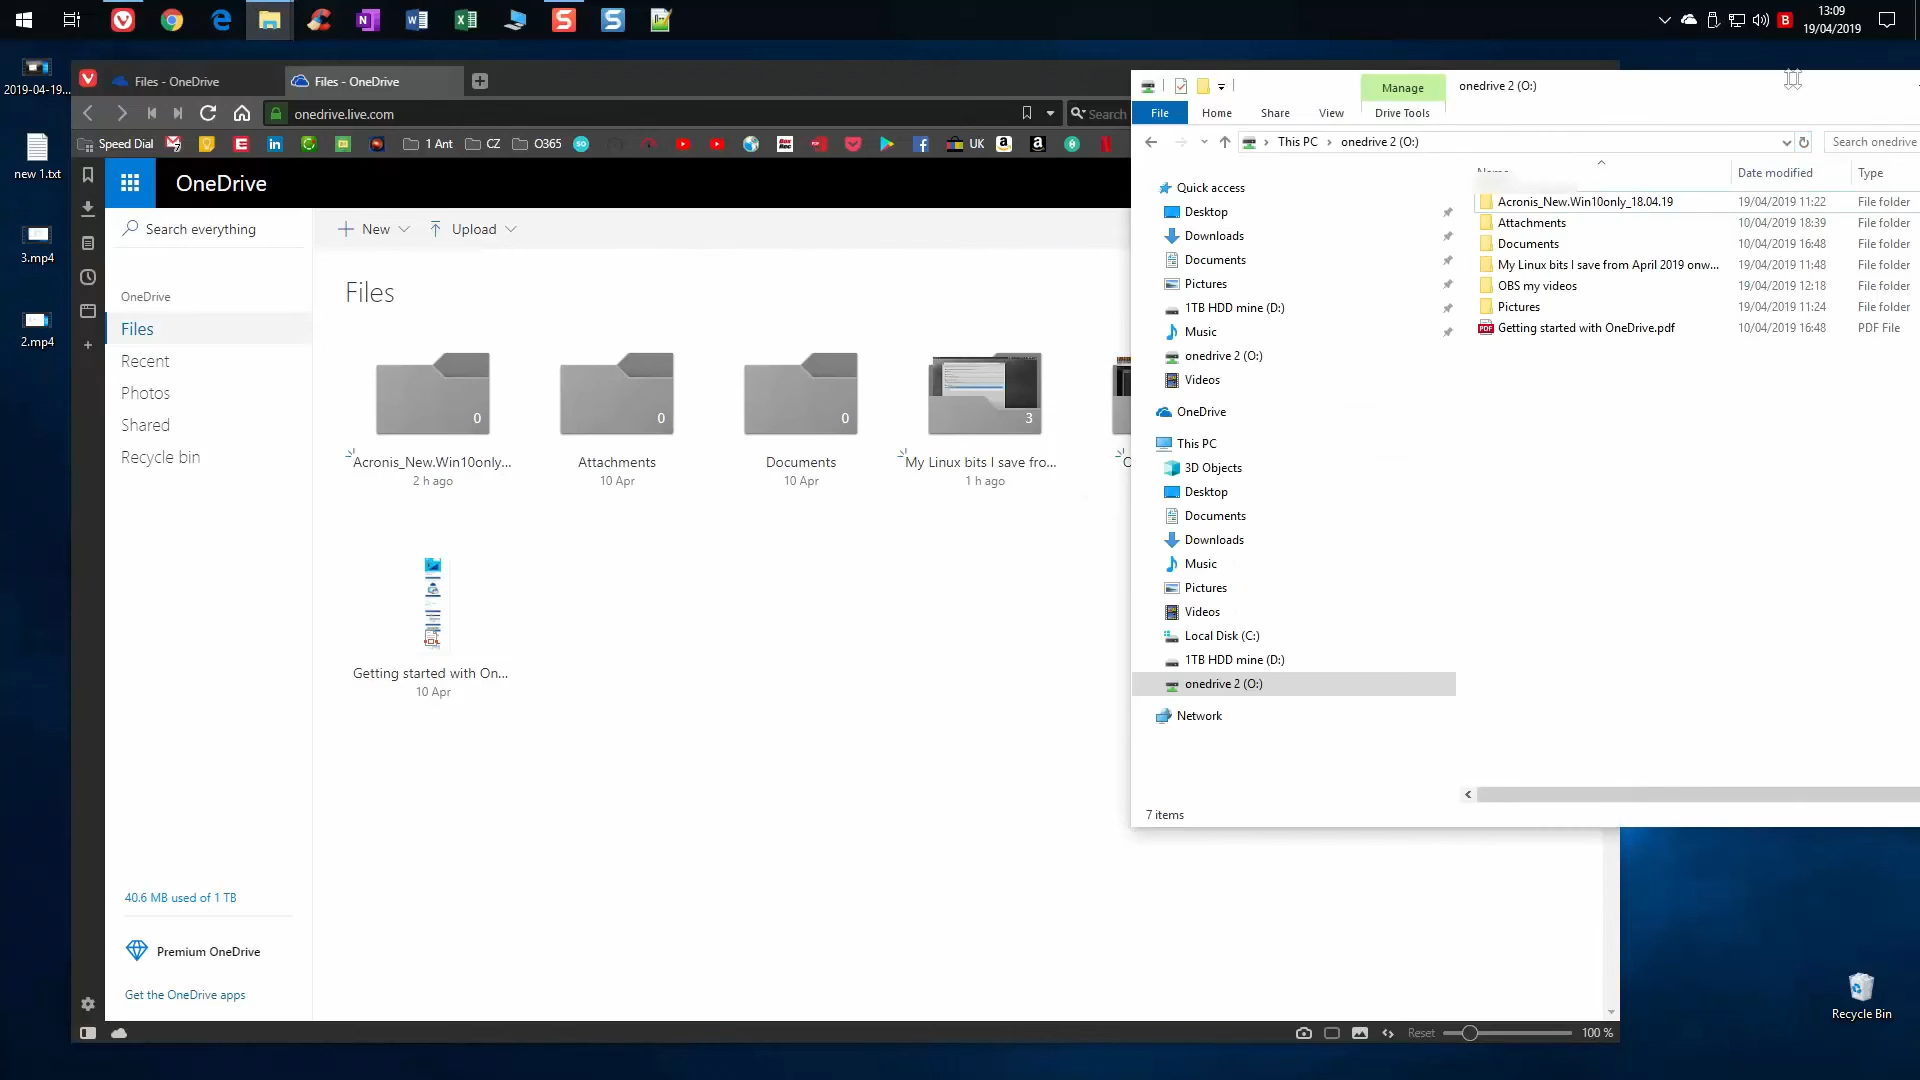 13:09
19/04/2019
2019-04-19...
new 1.txt
3.mp4
2.mp4
Recycle Bin
Files - OneDrive
Files - OneDrive
onedrive.live.com
Search
Speed Dial
1 Ant
CZ
O365
UK
OneDrive
Search everything
New
Upload
OneDrive
Files
Recent
Photos
Shared
Recycle bin
Files
0
Acronis_New.Win10only...
2 h ago
0
Attachments
10 Apr
0
Documents
10 Apr
3
My Linux bits I save fro...
1 h ago
Getting started with On...
10 Apr
40.6 MB used of 1 TB
Premium OneDrive
Get the OneDrive apps
Reset
100 %
Manage
onedrive 2 (O:)
File
Home
Share
View
Drive Tools
This PC
onedrive 2 (O:)
Search onedrive
Quick access
Desktop
Downloads
Documents
Pictures
1TB HDD mine (D:)
Music
onedrive 2 (O:)
Videos
OneDrive
This PC
3D Objects
Desktop
Documents
Downloads
Music
Pictures
Videos
Local Disk (C:)
1TB HDD mine (D:)
onedrive 2 (O:)
Network
Date modified Type
Acronis_New.Win10only_18.04.19 19/04/2019 11:22 File folder
Attachments 10/04/2019 18:39 File folder
Documents 10/04/2019 16:48 File folder
My Linux bits I save from April 2019 onw... 19/04/2019 11:48 File folder
OBS my videos 19/04/2019 12:18 File folder
Pictures 19/04/2019 11:24 File folder
Getting started with OneDrive.pdf 10/04/2019 16:48 PDF File
7 items